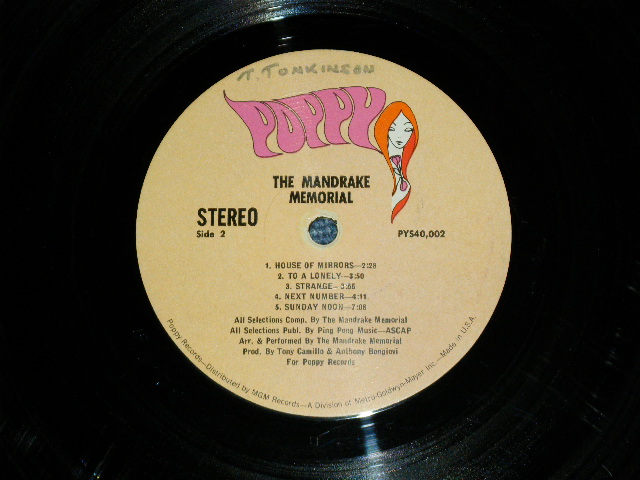 T. TONKINSON
POPPY
THE MANDRAKE
MEMORIAL
STEREO
Side 2
PYS40,002
1. HOUSE OF MIRRORS—2:28
2. TO A LONELY—3:50
3. STRANGE—3:55
4. NEXT NUMBER—4:11
5. SUNDAY NOON—7:08
All Selections Comp. By The Mandrake Memorial
All Selections Publ. By Ping Pong Music—ASCAP
Arr. & Performed By The Mandrake Memorial
Prod. By Tony Camillo & Anthony Bongiovi
For Poppy Records
Poppy Records—Distributed by MGM Records—A Division of Metro-Goldwyn-Mayer Inc.—Made in U.S.A.